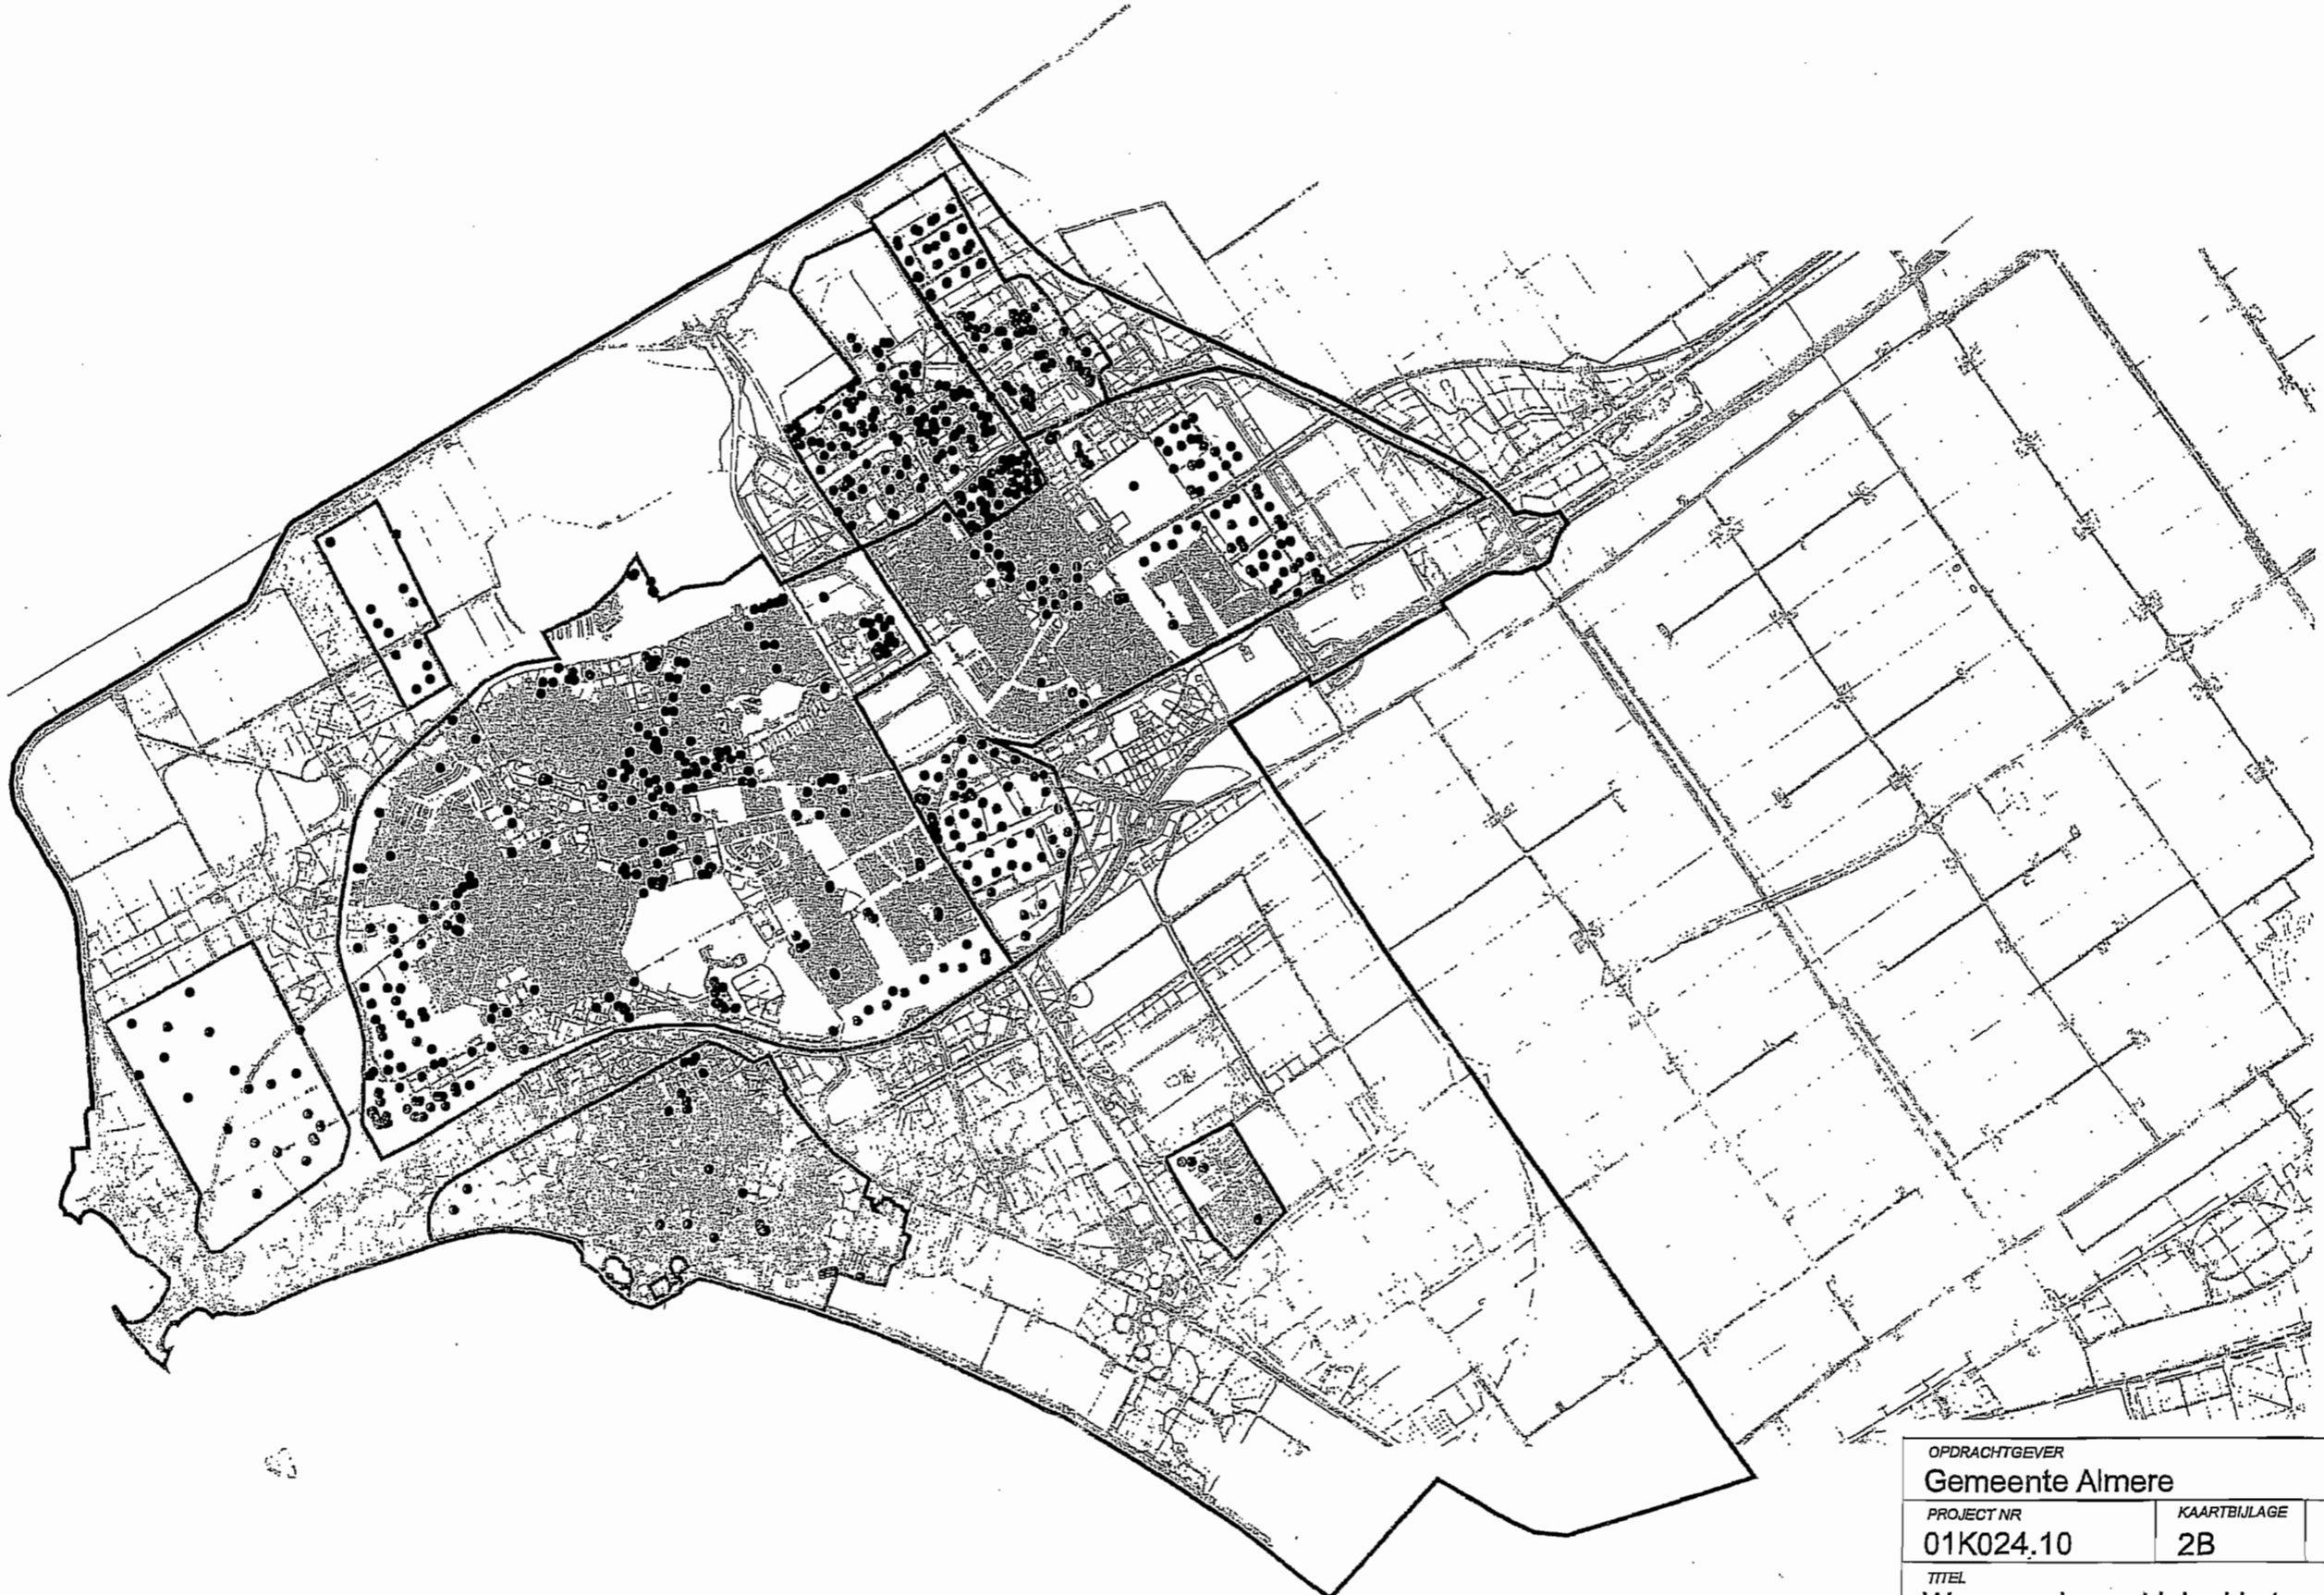 OPDRACHTGEVER
Gemeente Almere
PROJECT NR
KAARTBIJLAGE
01K024.10
2B
TITEL